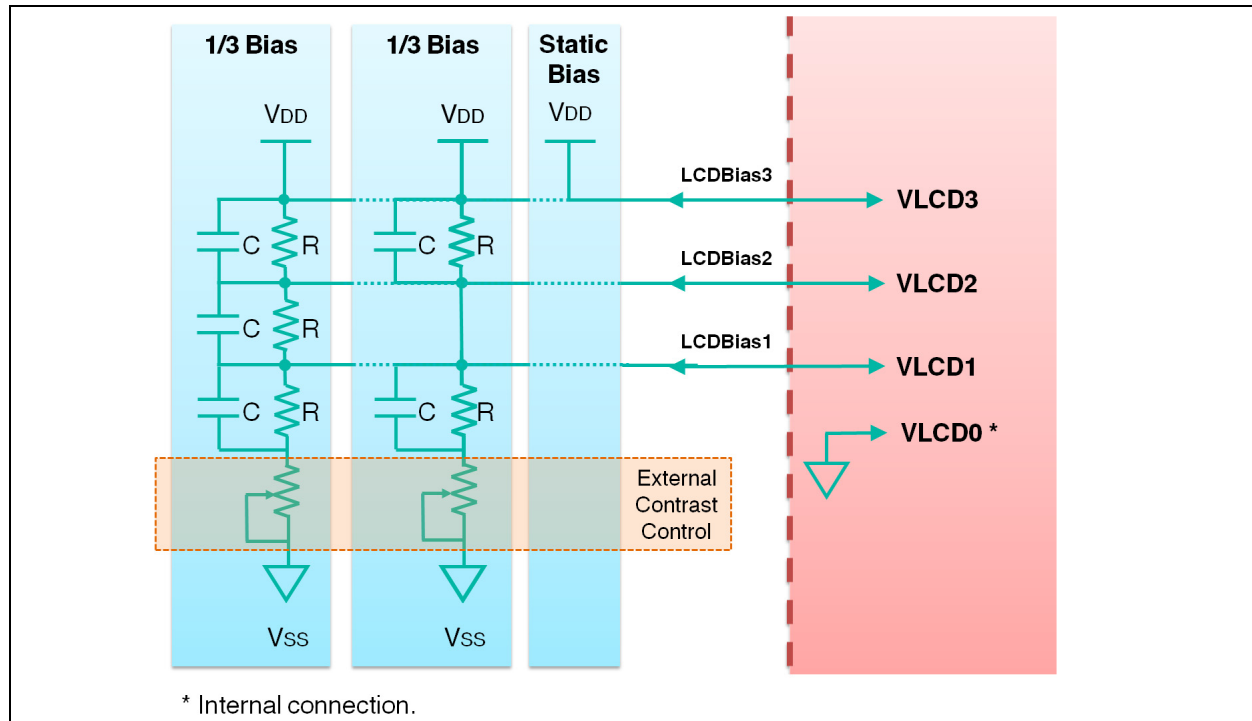 1/3 Bias
1/3 Bias
Static
Bias
VDD
VDD
VDD
LCDBias3
VLCD3
C
R
C
R
LCDBias2
VLCD2
C
R
LCDBias1
VLCD1
C
R
C
R
VLCD0 *
External
Contrast
Control
VSS
VSS
* Internal connection.